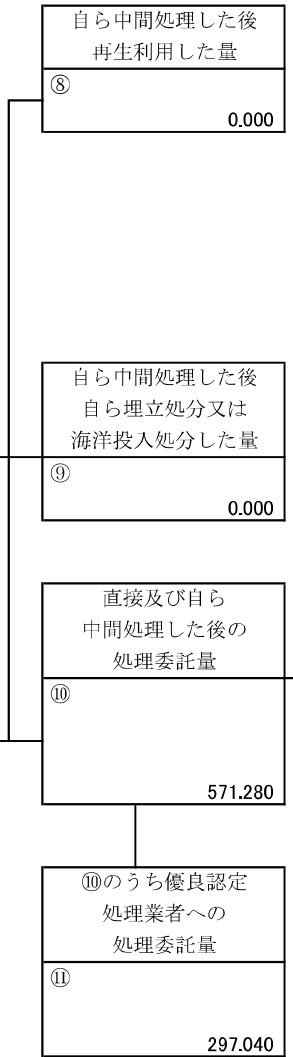 自ら中間処理した後
再生利用した量
⑧
0.000
自ら中間処理した後
自ら埋立処分又は
海洋投入処分した量
⑨
0.000
直接及び自ら
中間処理した後の
処理委託量
⑩
571.280
⑩のうち優良認定
処理業者への
処理委託量
⑪
297.040